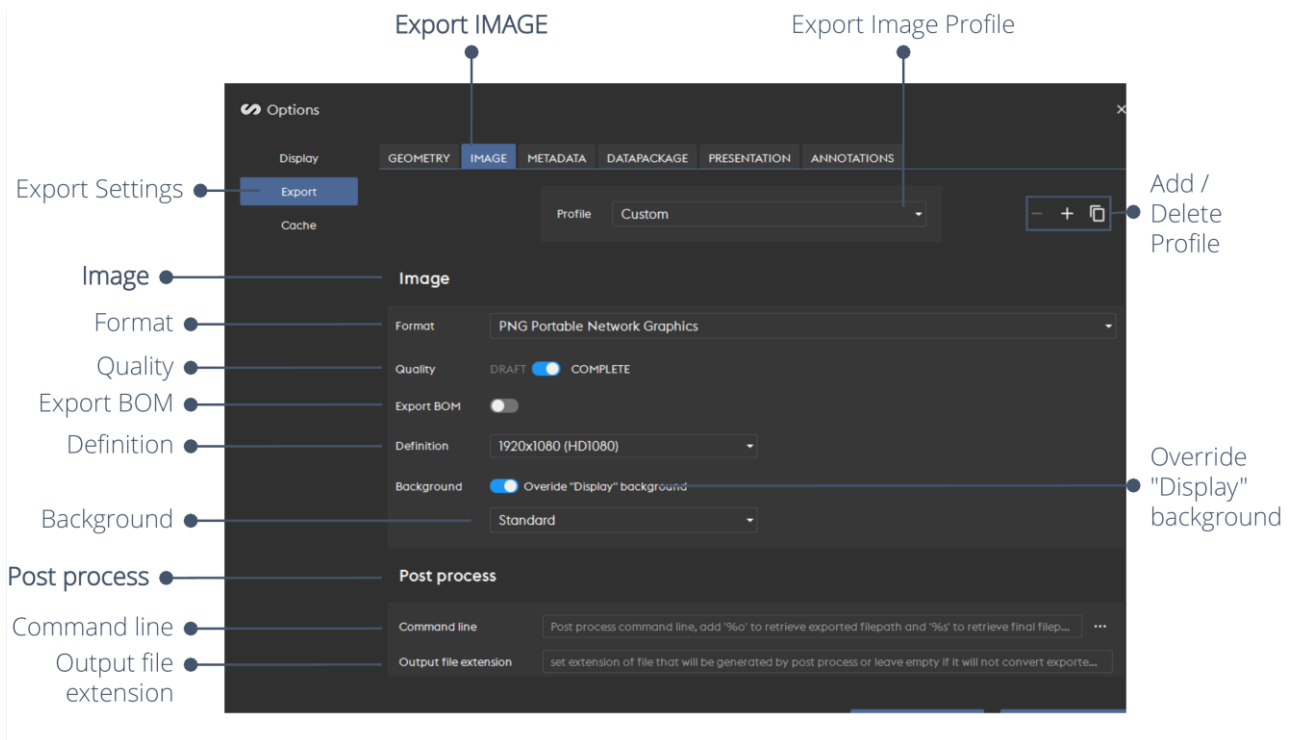 Export IMAGE
Export Image Profile
Options
×
Display
GEOMETRY IMAGE METADATA DATAPACKAGE PRESENTATION ANNOTATIONS
Export Settings
Export
Add /
Delete
Profile
Profile Custom
Cache
Image
Image
Format
Format PNG Portable Network Graphics
Quality
Quality DRAFT COMPLETE
Export BOM
Export BOM
Definition
Definition 1920x1080 (HD1080)
Override
"Display"
background
Background Overide "Display" background
Background
Standard
Post process
Post process
Command line
Command line Post process command line, add '%o' to retrieve exported filepath and '%s' to retrieve final filep... ...
Output file
extension
Output file extension set extension of file that will be generated by post process or leave empty if it will not convert exporte...